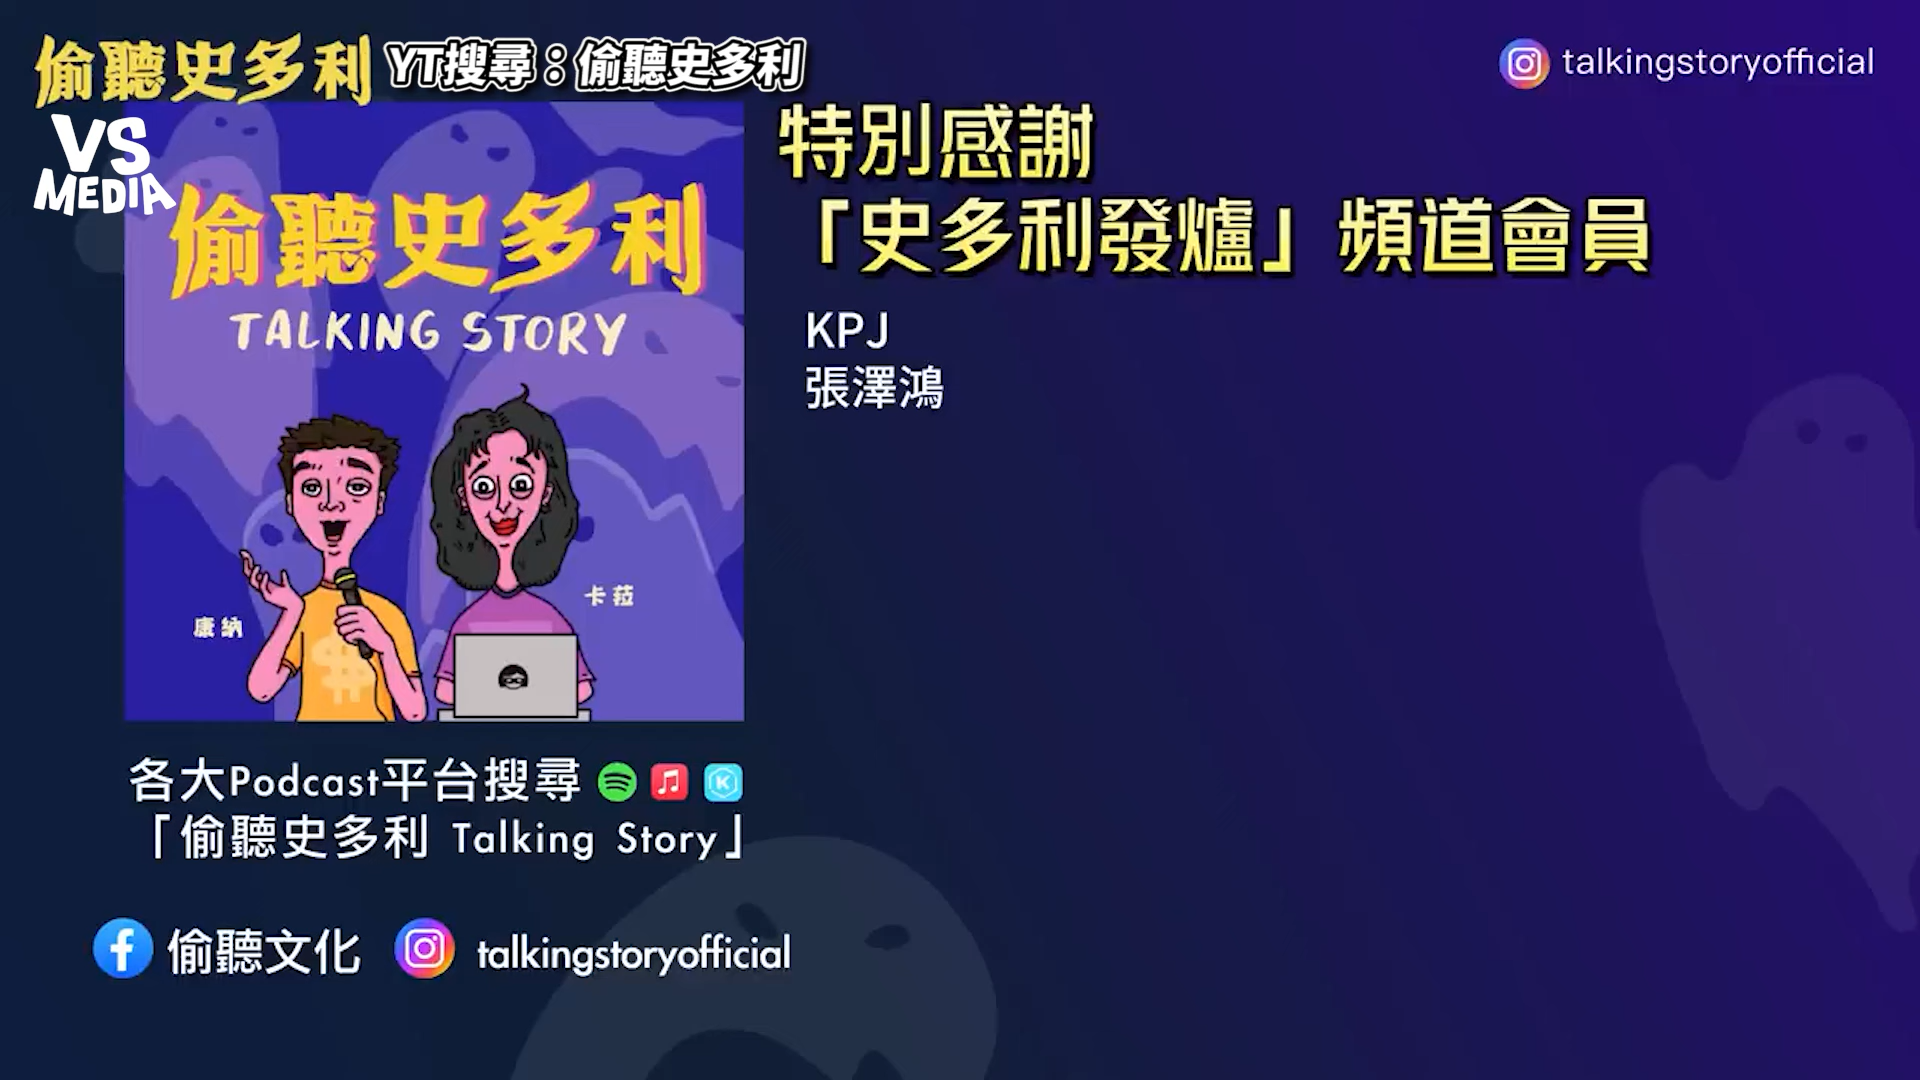 偷聽史多利 YT搜尋：偷聽史多利
talkingstoryofficial
VS
MEDIA
偷聽史多利
TALKING STORY
康納
卡菈
特別感謝
「史多利發爐」頻道會員
KPJ
張澤鴻
各大Podcast平台搜尋
「偷聽史多利 Talking Story」
偷聽文化 talkingstoryofficial